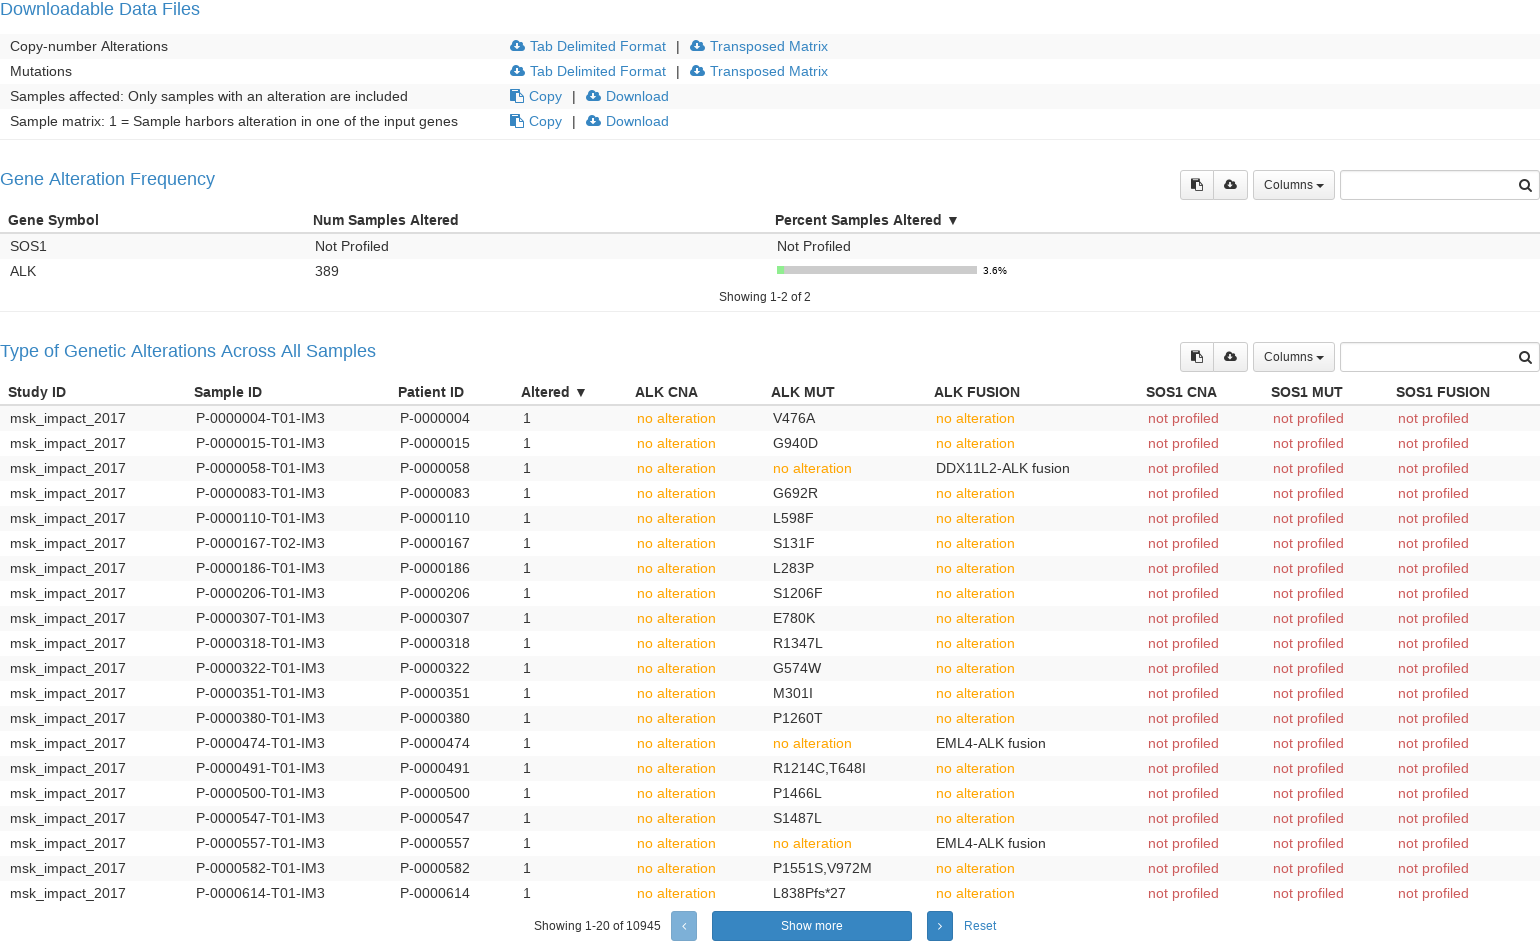 Downloadable Data Files
Copy-number Alterations Tab Delimited Format | Transposed Matrix
Mutations Tab Delimited Format | Transposed Matrix
Samples affected: Only samples with an alteration are included Copy | Download
Sample matrix: 1 = Sample harbors alteration in one of the input genes Copy | Download
Gene Alteration Frequency Columns
Gene Symbol Num Samples Altered Percent Samples Altered ▼
SOS1 Not Profiled Not Profiled
ALK 389 3.6%
Showing 1-2 of 2
Type of Genetic Alterations Across All Samples Columns
Study ID Sample ID Patient ID Altered ▼ ALK CNA ALK MUT ALK FUSION SOS1 CNA SOS1 MUT SOS1 FUSION
msk_impact_2017 P-0000004-T01-IM3 P-0000004 1 no alteration V476A no alteration not profiled not profiled not profiled
msk_impact_2017 P-0000015-T01-IM3 P-0000015 1 no alteration G940D no alteration not profiled not profiled not profiled
msk_impact_2017 P-0000058-T01-IM3 P-0000058 1 no alteration no alteration DDX11L2-ALK fusion not profiled not profiled not profiled
msk_impact_2017 P-0000083-T01-IM3 P-0000083 1 no alteration G692R no alteration not profiled not profiled not profiled
msk_impact_2017 P-0000110-T01-IM3 P-0000110 1 no alteration L598F no alteration not profiled not profiled not profiled
msk_impact_2017 P-0000167-T02-IM3 P-0000167 1 no alteration S131F no alteration not profiled not profiled not profiled
msk_impact_2017 P-0000186-T01-IM3 P-0000186 1 no alteration L283P no alteration not profiled not profiled not profiled
msk_impact_2017 P-0000206-T01-IM3 P-0000206 1 no alteration S1206F no alteration not profiled not profiled not profiled
msk_impact_2017 P-0000307-T01-IM3 P-0000307 1 no alteration E780K no alteration not profiled not profiled not profiled
msk_impact_2017 P-0000318-T01-IM3 P-0000318 1 no alteration R1347L no alteration not profiled not profiled not profiled
msk_impact_2017 P-0000322-T01-IM3 P-0000322 1 no alteration G574W no alteration not profiled not profiled not profiled
msk_impact_2017 P-0000351-T01-IM3 P-0000351 1 no alteration M301I no alteration not profiled not profiled not profiled
msk_impact_2017 P-0000380-T01-IM3 P-0000380 1 no alteration P1260T no alteration not profiled not profiled not profiled
msk_impact_2017 P-0000474-T01-IM3 P-0000474 1 no alteration no alteration EML4-ALK fusion not profiled not profiled not profiled
msk_impact_2017 P-0000491-T01-IM3 P-0000491 1 no alteration R1214C,T648I no alteration not profiled not profiled not profiled
msk_impact_2017 P-0000500-T01-IM3 P-0000500 1 no alteration P1466L no alteration not profiled not profiled not profiled
msk_impact_2017 P-0000547-T01-IM3 P-0000547 1 no alteration S1487L no alteration not profiled not profiled not profiled
msk_impact_2017 P-0000557-T01-IM3 P-0000557 1 no alteration no alteration EML4-ALK fusion not profiled not profiled not profiled
msk_impact_2017 P-0000582-T01-IM3 P-0000582 1 no alteration P1551S,V972M no alteration not profiled not profiled not profiled
msk_impact_2017 P-0000614-T01-IM3 P-0000614 1 no alteration L838Pfs*27 no alteration not profiled not profiled not profiled
Showing 1-20 of 10945 ‹ Show more › Reset